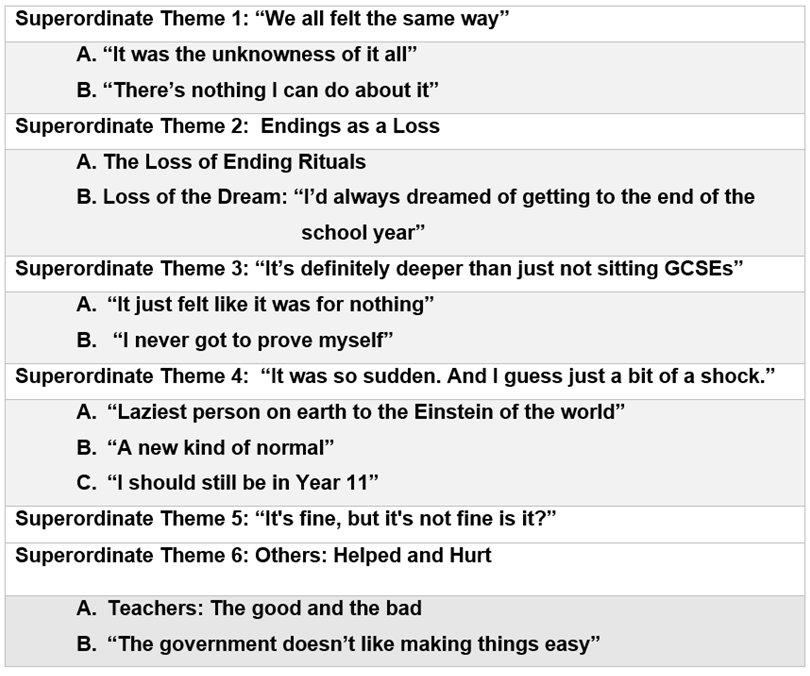 Superordinate Theme 1: “We all felt the same way”
A. “It was the unknowness of it all”
B. “There’s nothing I can do about it”
Superordinate Theme 2:  Endings as a Loss
A. The Loss of Ending Rituals
B. Loss of the Dream: “I’d always dreamed of getting to the end of the
school year”
Superordinate Theme 3: “It’s definitely deeper than just not sitting GCSEs”
A.  “It just felt like it was for nothing”
B.   “I never got to prove myself”
Superordinate Theme 4:  “It was so sudden. And I guess just a bit of a shock.”
A.  “Laziest person on earth to the Einstein of the world”
B.  “A new kind of normal”
C.  “I should still be in Year 11”
Superordinate Theme 5: “It's fine, but it's not fine is it?”
Superordinate Theme 6: Others: Helped and Hurt
A.  Teachers: The good and the bad
B.  “The government doesn’t like making things easy”